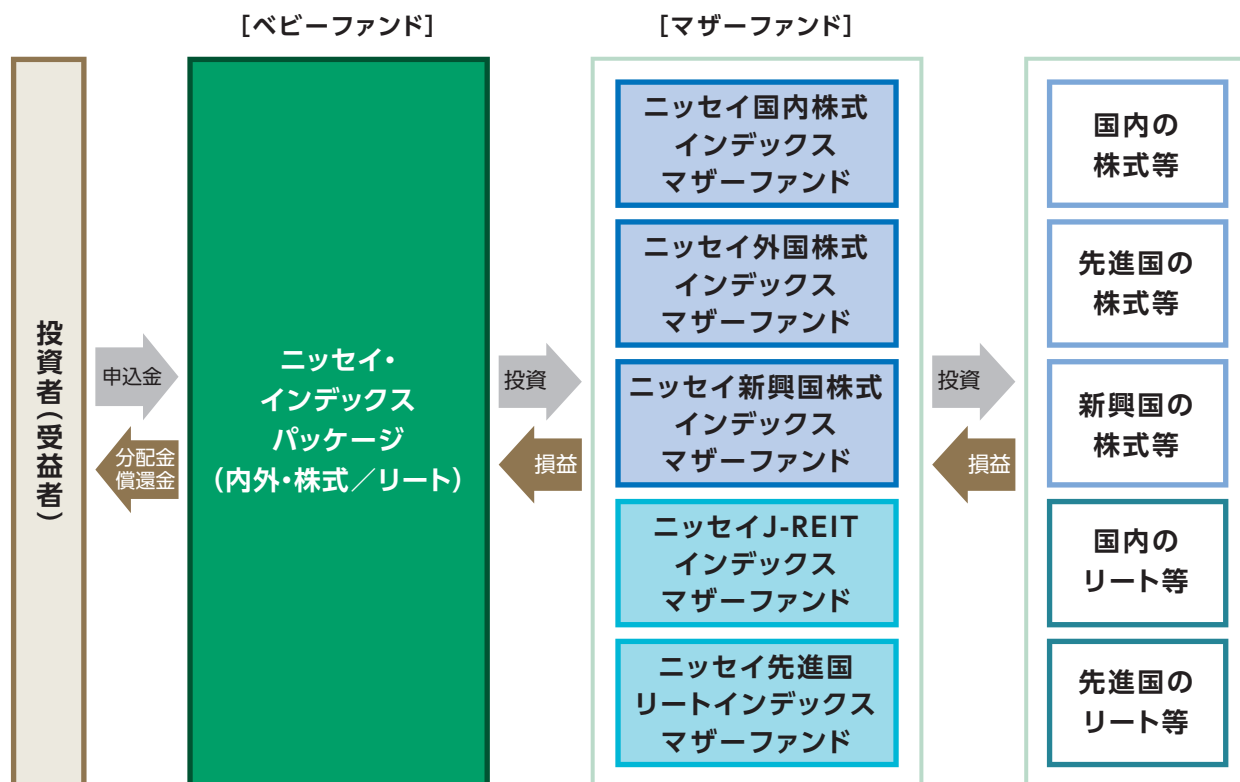 [ベビーファンド]
[マザーファンド]
投資者(受益者)
申込金
分配金
償還金
ニッセイ・
インデックス
パッケージ
(内外・株式／リート)
投資
損益
ニッセイ国内株式
インデックス
マザーファンド
ニッセイ外国株式
インデックス
マザーファンド
ニッセイ新興国株式
インデックス
マザーファンド
ニッセイJ-REIT
インデックス
マザーファンド
ニッセイ先進国
リートインデックス
マザーファンド
投資
損益
国内の
株式等
先進国の
株式等
新興国の
株式等
国内の
リート等
先進国の
リート等